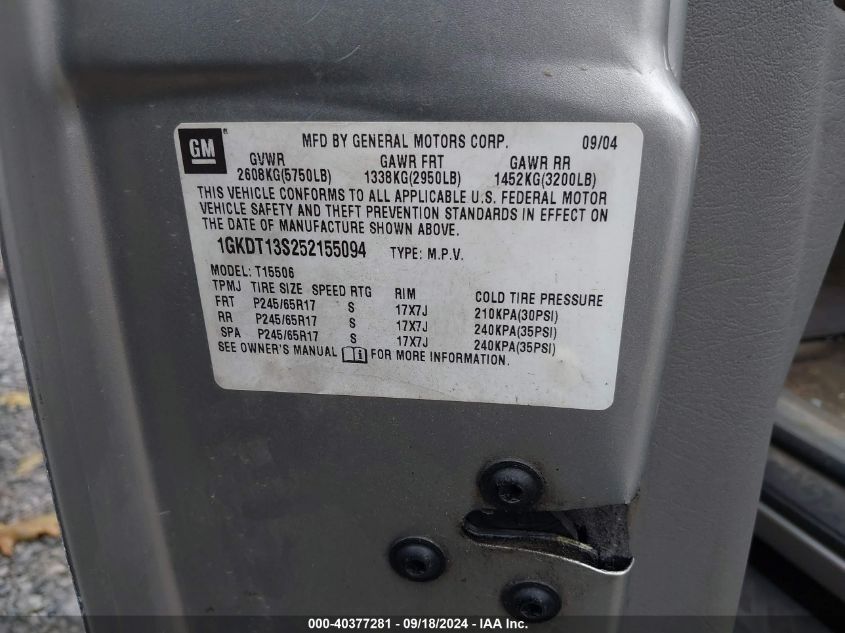 GM
MFD BY GENERAL MOTORS CORP. 09/04
GVWR GAWR FRT GAWR RR
2608KG(5750LB) 1338KG(2950LB) 1452KG(3200LB)
THIS VEHICLE CONFORMS TO ALL APPLICABLE U.S. FEDERAL MOTOR
VEHICLE SAFETY AND THEFT PREVENTION STANDARDS IN EFFECT ON
THE DATE OF MANUFACTURE SHOWN ABOVE.
1GKDT13S252155094 TYPE: M.P.V.
MODEL: T15506
TPMJ TIRE SIZE SPEED RTG RIM COLD TIRE PRESSURE
FRT P245/65R17 S 17X7J 210KPA(30PSI)
RR P245/65R17 S 17X7J 240KPA(35PSI)
SPA P245/65R17 S 17X7J 240KPA(35PSI)
SEE OWNER'S MANUAL FOR MORE INFORMATION.
000-40377281 - 09/18/2024 - IAA Inc.